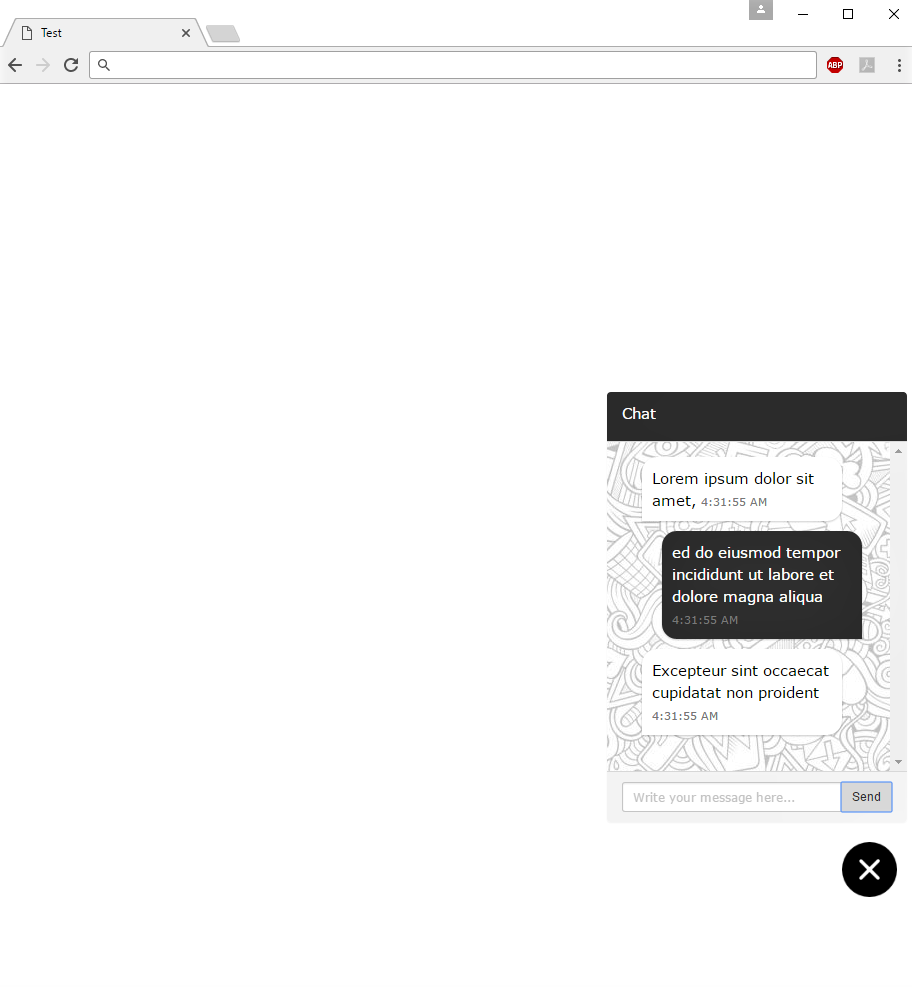 Test
ABP
Chat
Lorem ipsum dolor sit
amet, 4:31:55 AM
ed do eiusmod tempor
incididunt ut labore et
dolore magna aliqua
4:31:55 AM
Excepteur sint occaecat
cupidatat non proident
4:31:55 AM
Write your message here...
Send